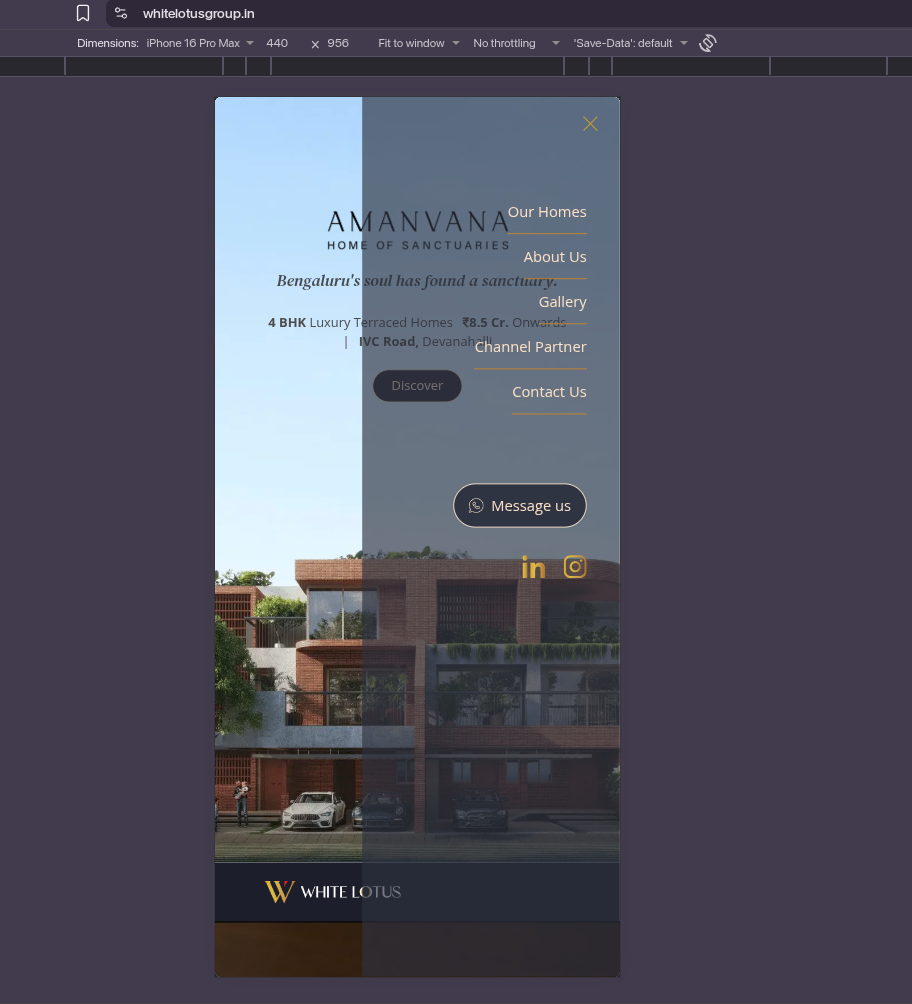 whitelotusgroup.in
Dimensions: iPhone 16 Pro Max 440 x 956 Fit to window No throttling 'Save-Data': default
AMANVANA
HOME OF SANCTUARIES
Bengaluru's soul has found a sanctuary.
4 BHK Luxury Terraced Homes ₹8.5 Cr. Onwards
| IVC Road, Devanahalli
Discover
Our Homes
About Us
Gallery
Channel Partner
Contact Us
Message us
in
WHITE LOTUS